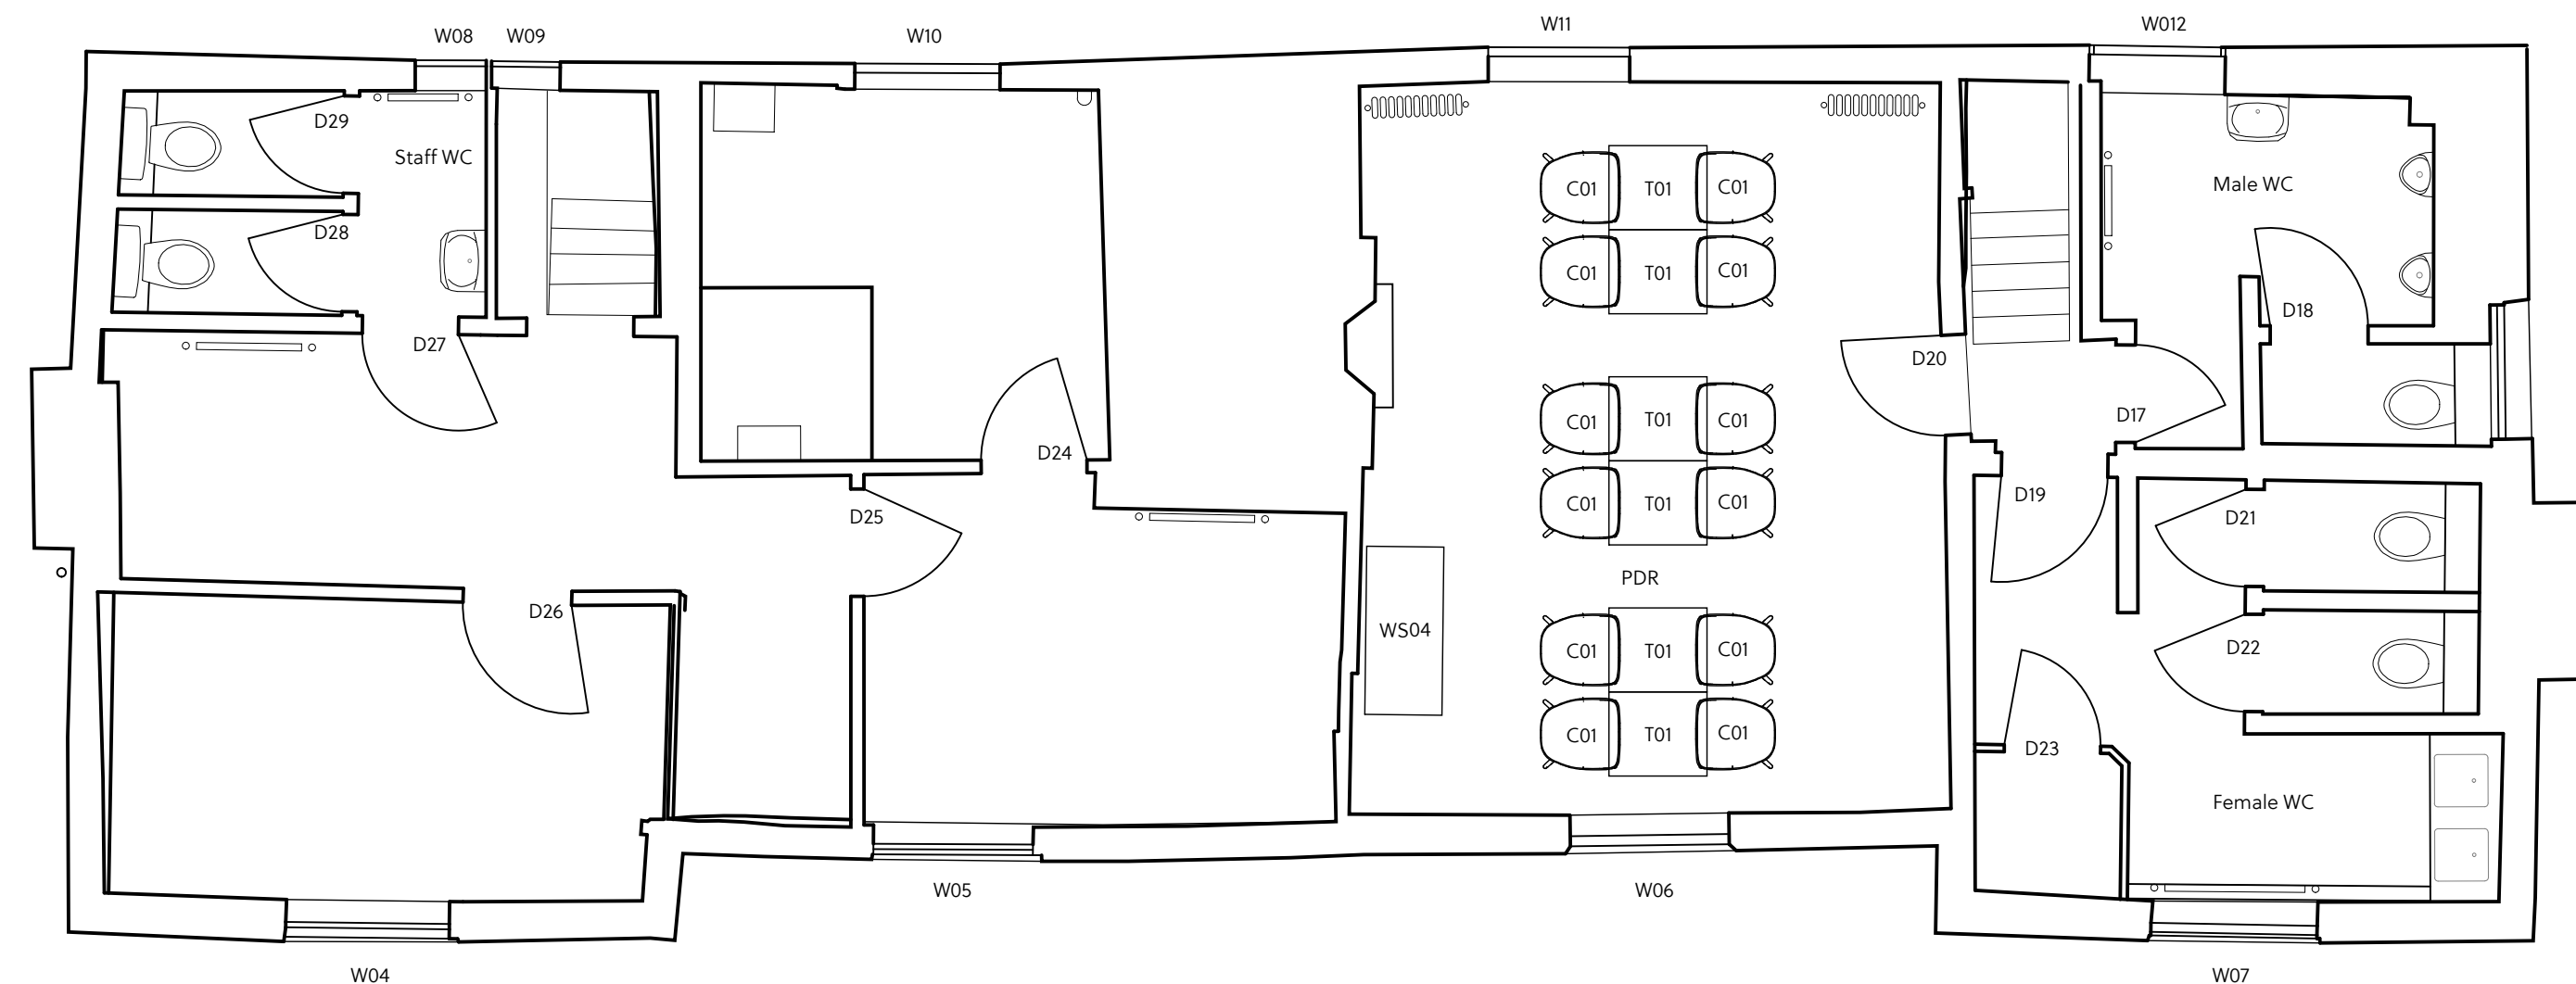 W11
W012
W08
W09
W10
D29
Staff WC
D28
D27
D24
D25
D26
C01
T01
C01
C01
T01
C01
C01
T01
C01
C01
T01
C01
PDR
WS04
C01
T01
C01
C01
T01
C01
Male WC
D18
D20
D17
D19
D21
D22
D23
Female WC
W05
W06
W04
W07